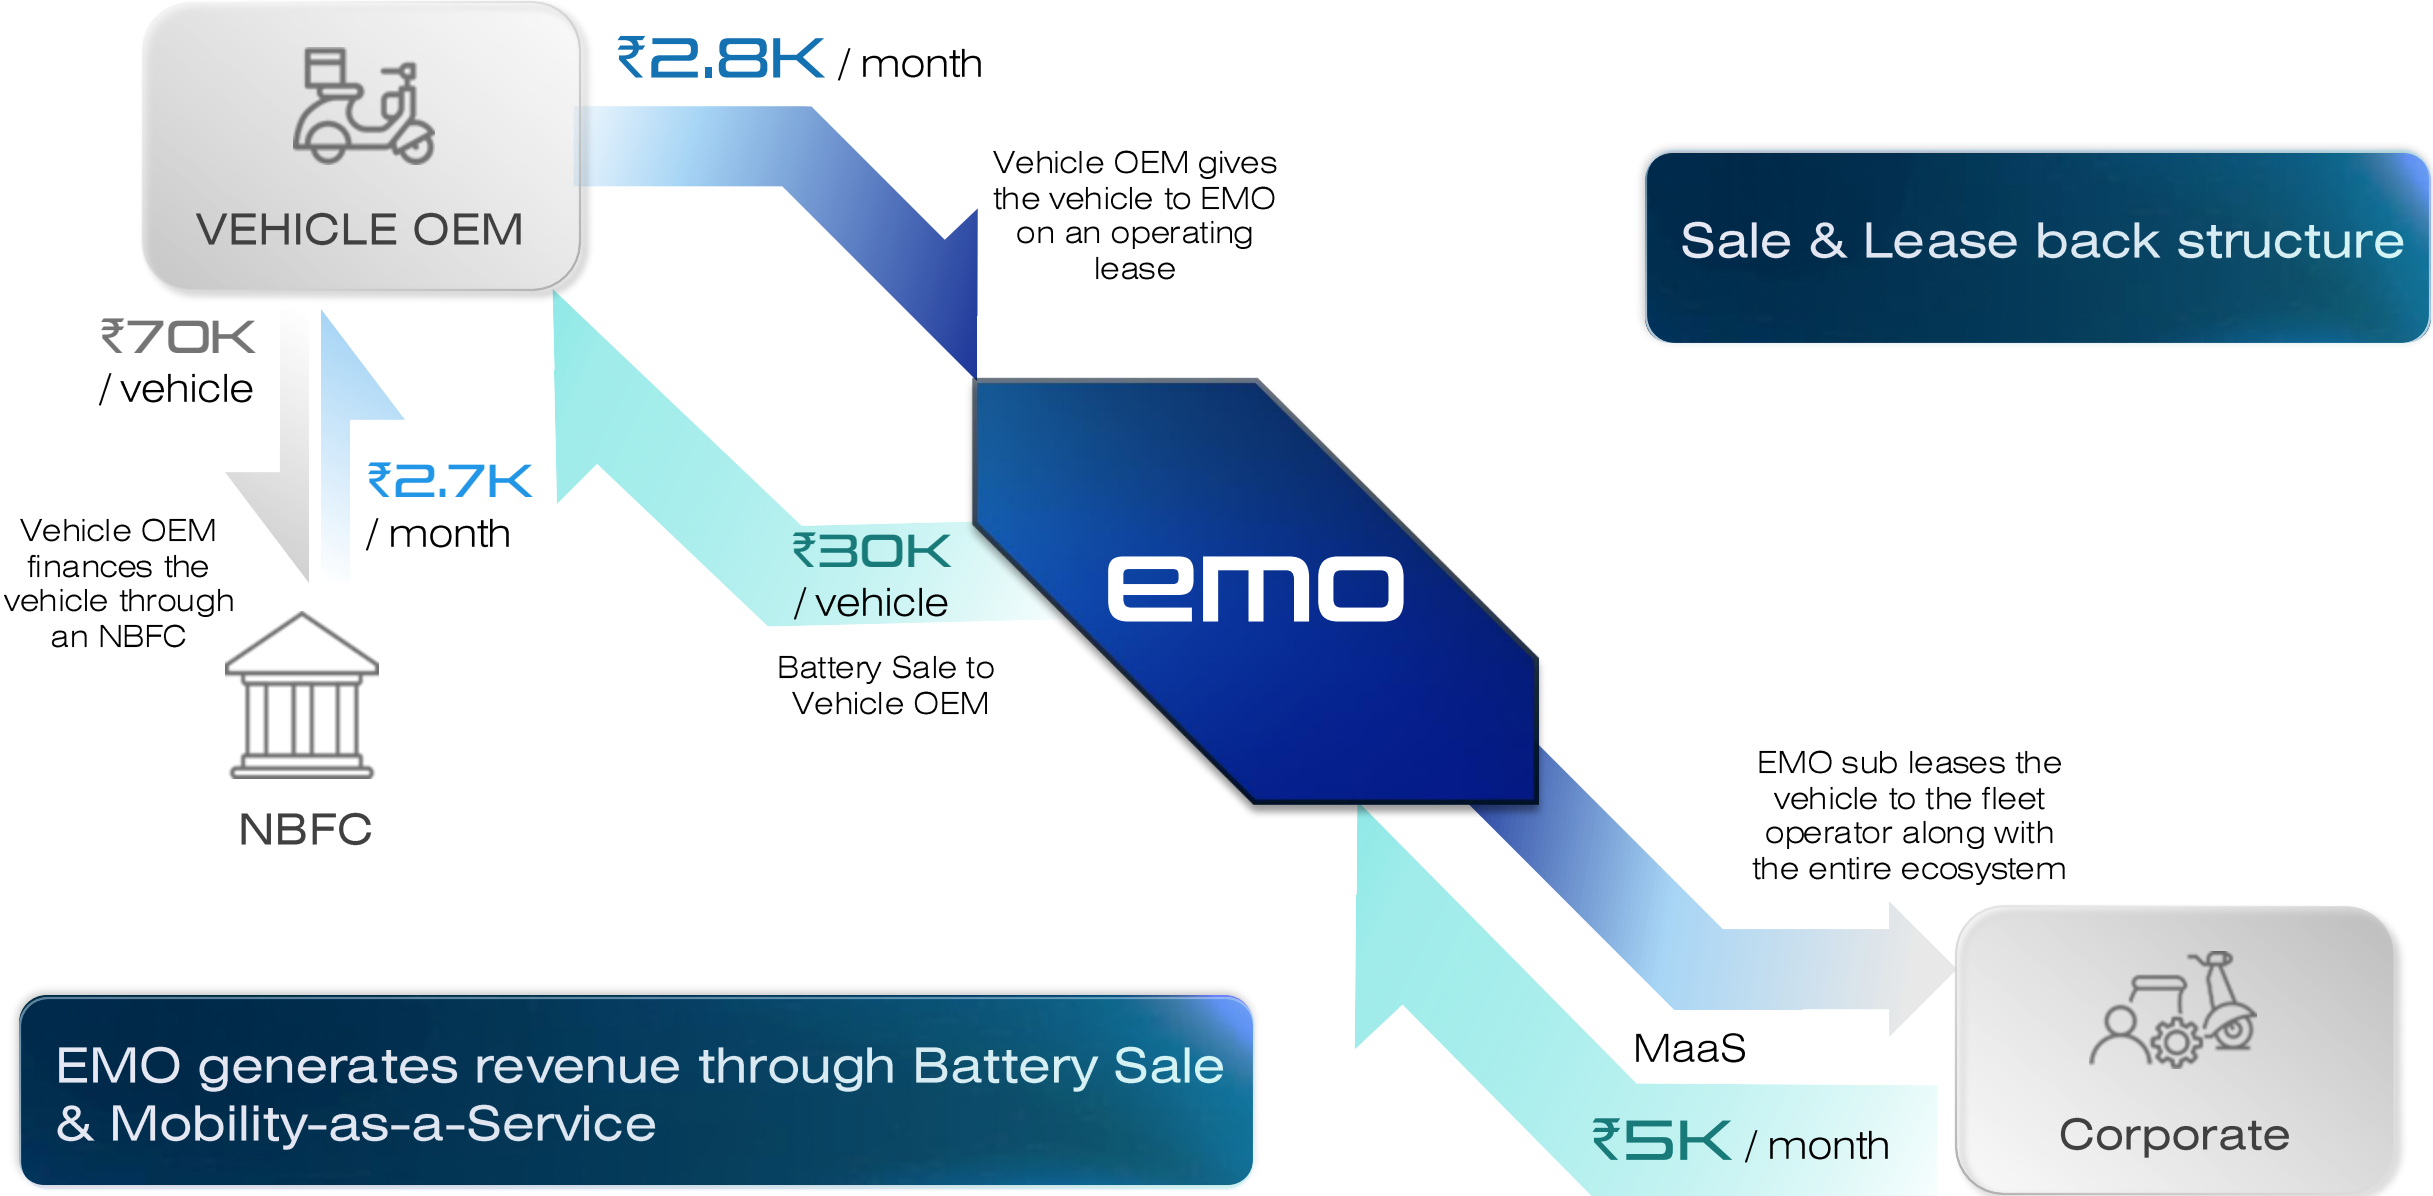 ₹2.8K / month
VEHICLE OEM
Vehicle OEM gives
the vehicle to EMO
on an operating
lease
Sale & Lease back structure
₹70K
/ vehicle
₹2.7K
/ month
Vehicle OEM
finances the
vehicle through
an NBFC
NBFC
₹30K
/ vehicle
Battery Sale to
Vehicle OEM
emo
EMO sub leases the
vehicle to the fleet
operator along with
the entire ecosystem
MaaS
₹5K / month
Corporate
EMO generates revenue through Battery Sale
& Mobility-as-a-Service